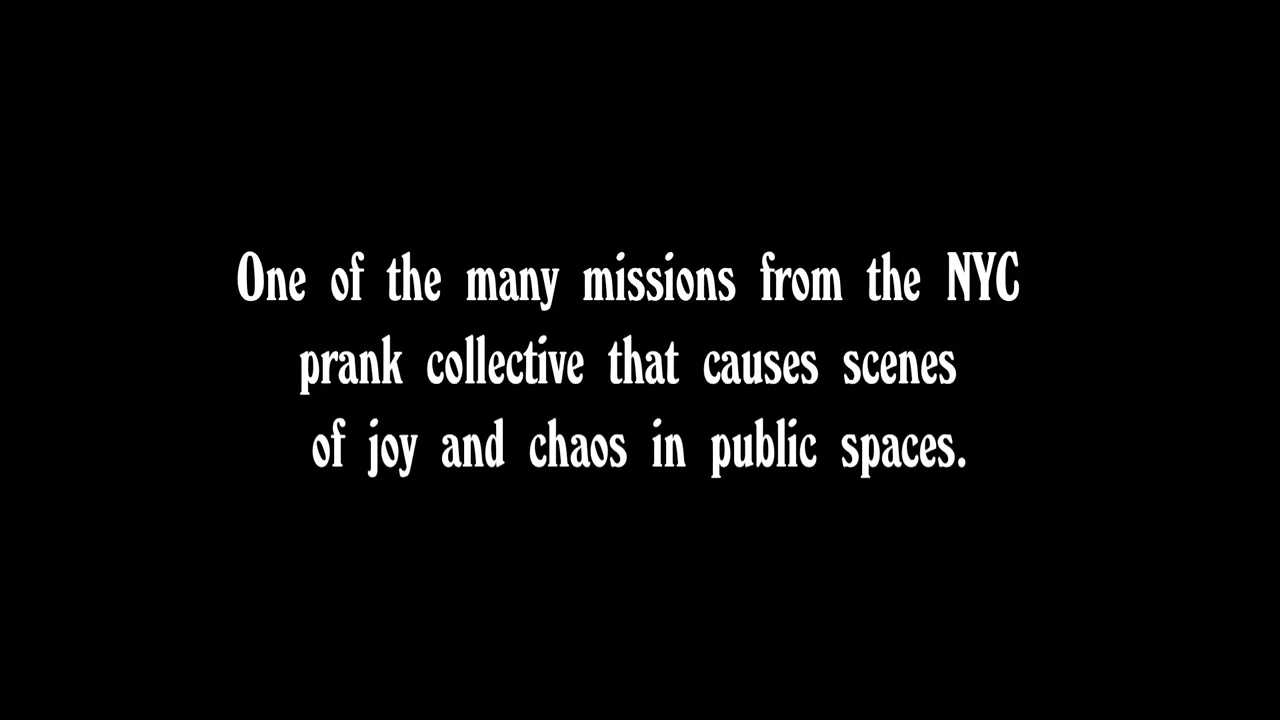 One of the many missions from the NYC
prank collective that causes scenes
of joy and chaos in public spaces.